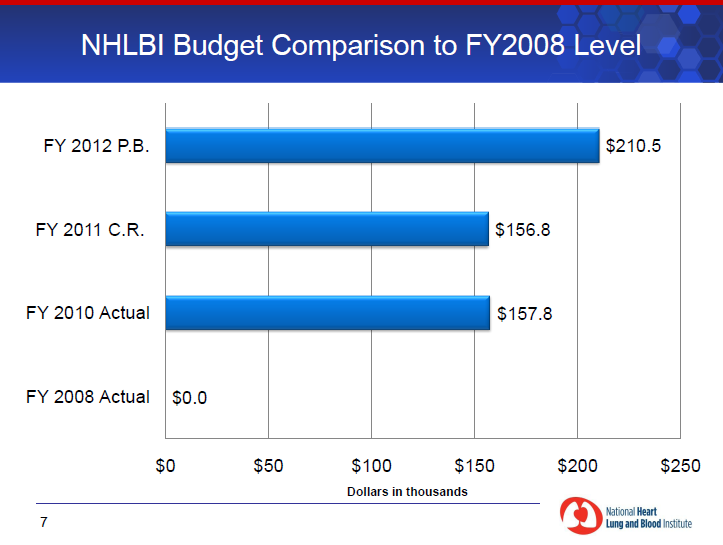 NHLBI Budget Comparison to FY2008 Level
FY 2012 P.B.
$210.5
FY 2011 C.R.
$156.8
FY 2010 Actual
$157.8
FY 2008 Actual
$0.0
$0 $50 $100 $150 $200 $250
Dollars in thousands
7
National Heart
Lung and Blood Institute